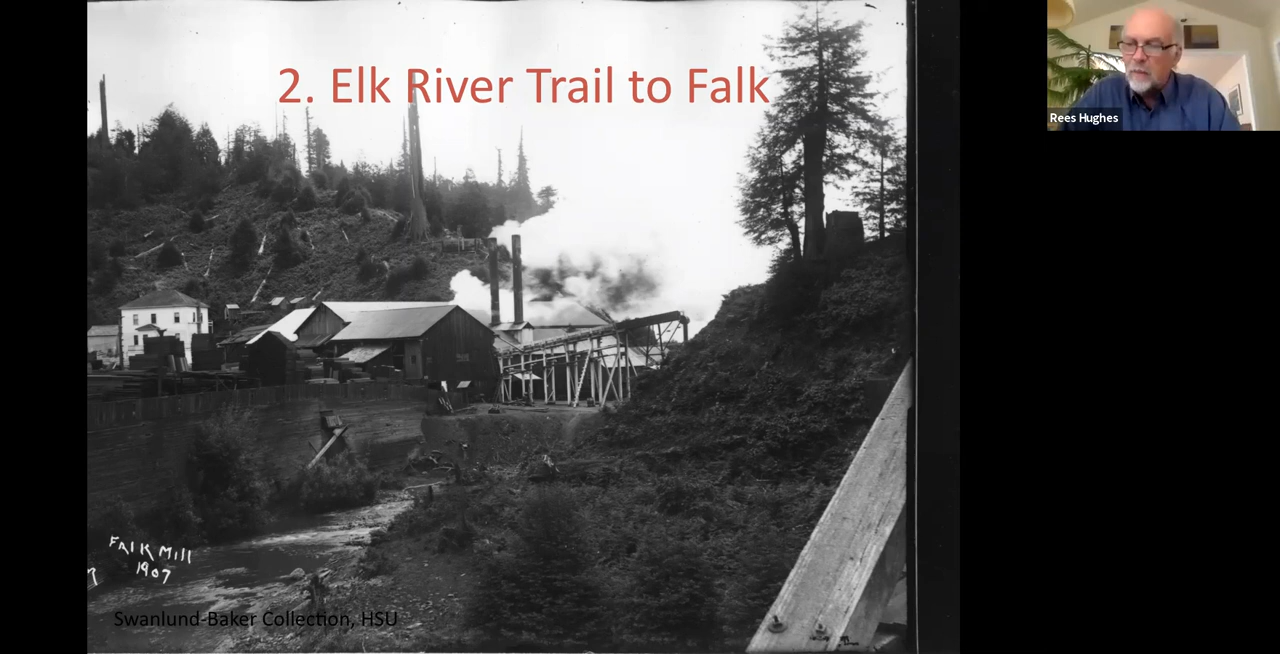 2. Elk River Trail to Falk
Rees Hughes
FAlK Mill
1907
Swanlund-Baker Collection, HSU